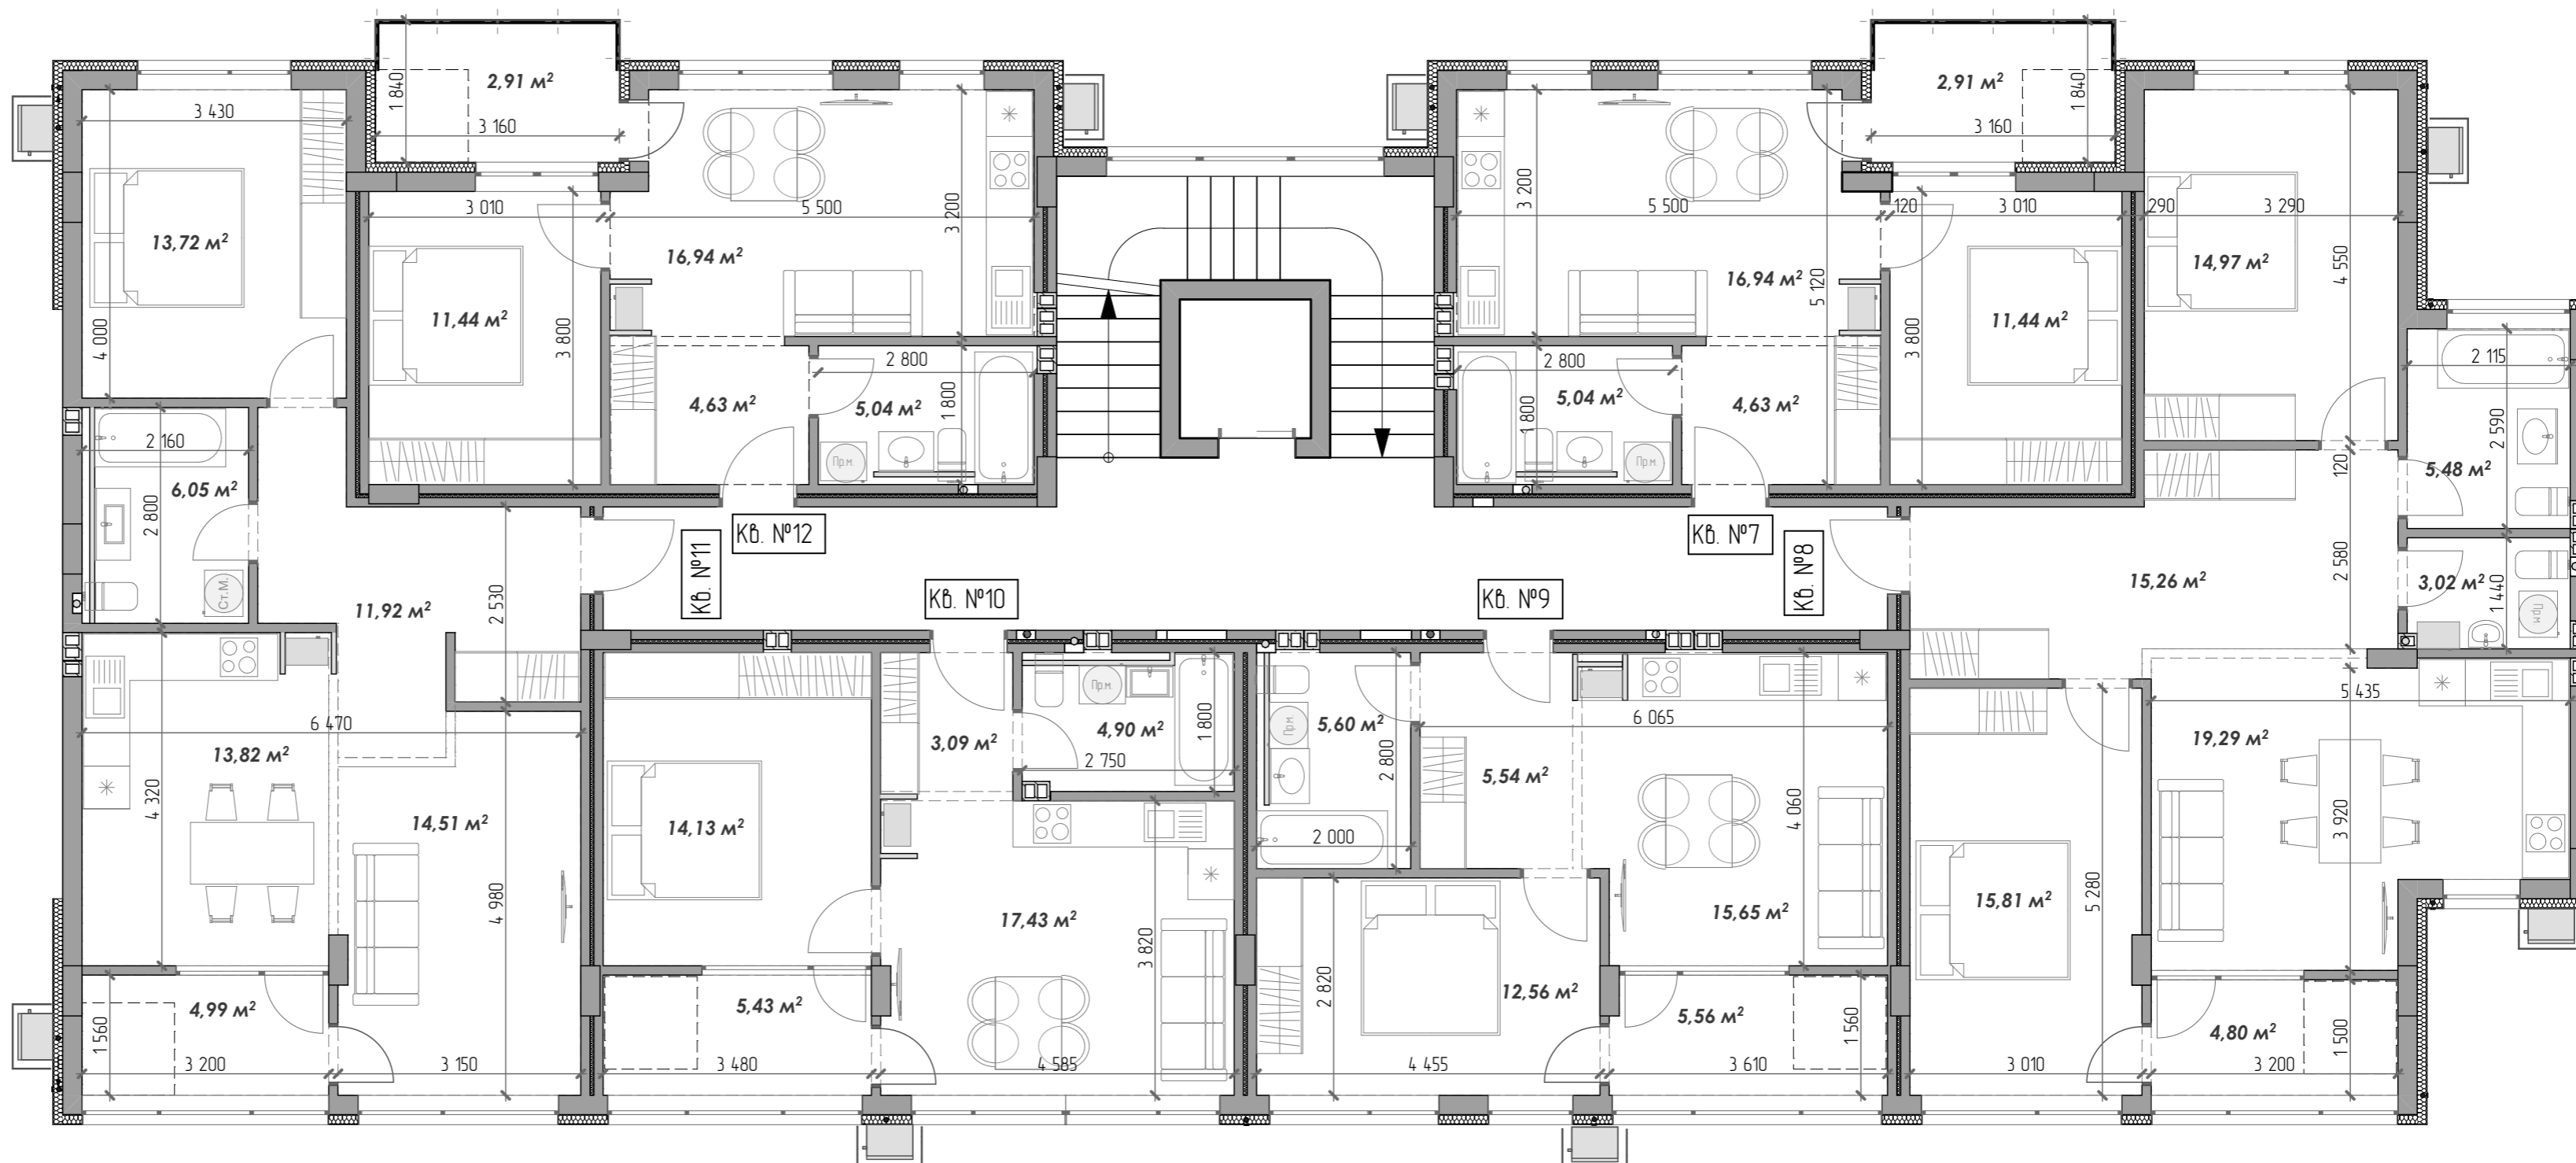 2,91 м²
1 840
3 160
3 430
13,72 м²
4 000
3 010
11,44 м²
3 800
16,94 м²
5 500
3 200
4,63 м²
2 800
5,04 м²
1 800
Пр.м.
2 160
6,05 м²
2 800
Ст.М.
11,92 м²
2 530
Кв. №11
Кв. №12
2,91 м²
1 840
3 160
3 200
5 500
16,94 м²
5 120
120
3 010
11,44 м²
3 800
290
3 290
14,97 м²
4 550
2 800
5,04 м²
1 800
Пр.м.
4,63 м²
2 115
2 590
5,48 м²
120
Кв. №7
Кв. №8
15,26 м²
2 580
3,02 м²
1 440
Пр.м
Кв. №10
Кв. №9
6 470
13,82 м²
4 320
14,51 м²
4 980
4,99 м²
1 560
3 200
3 150
14,13 м²
3,09 м²
Пр.м.
4,90 м²
1 800
2 750
17,43 м²
3 820
5,43 м²
3 480
4 585
5,60 м²
Пр.м.
2 800
2 000
6 065
5,54 м²
4 060
15,65 м²
12,56 м²
2 820
5,56 м²
1 560
4 455
3 610
5 435
19,29 м²
3 920
15,81 м²
5 280
4,80 м²
1 500
3 010
3 200